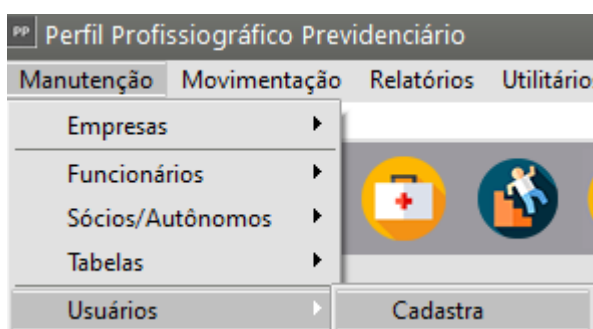 PP Perfil Profissiográfico Previdenciário
Manutenção Movimentação Relatórios Utilitário
Empresas
Funcionários
Sócios/Autônomos
Tabelas
Usuários Cadastra